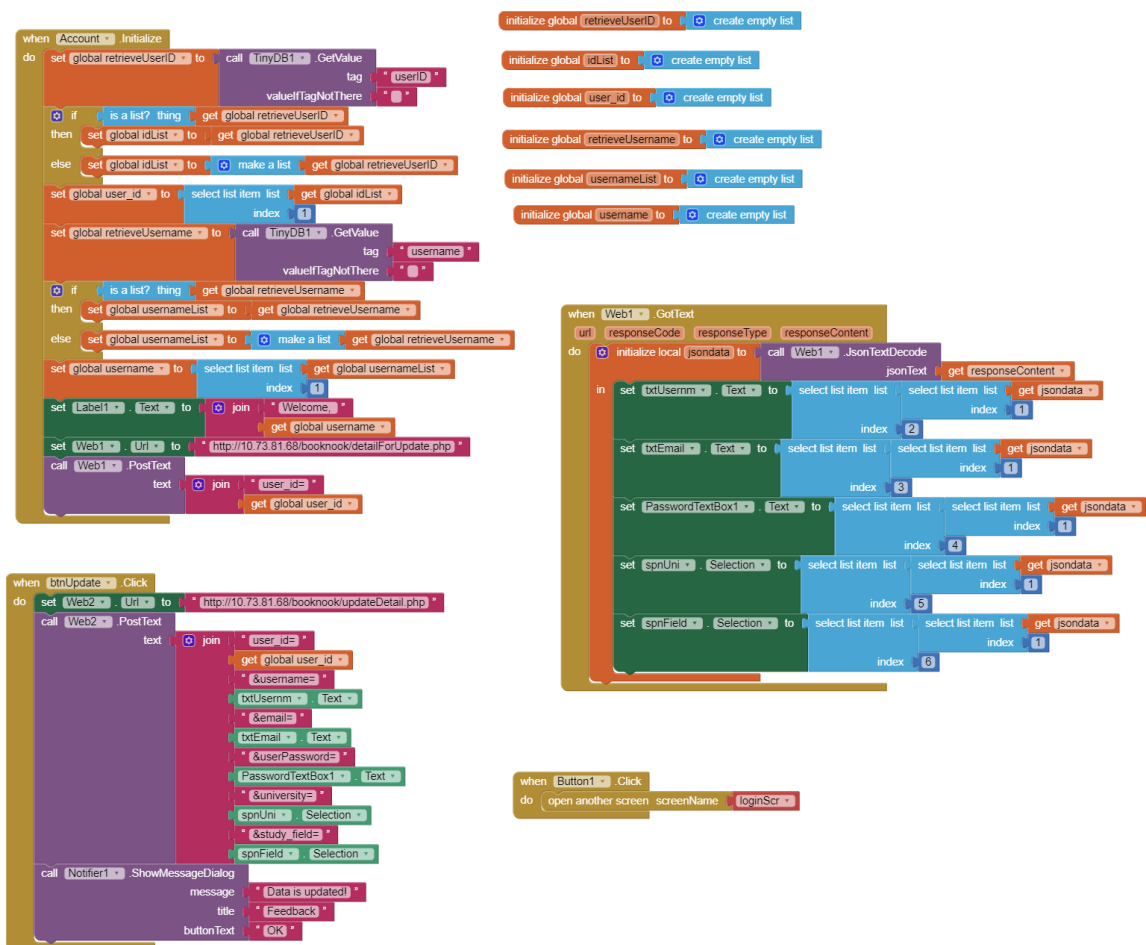 when Account .Initialize
do set global retrieveUserID to call TinyDB1 .GetValue
tag " userID "
valueIfTagNotThere " "
if is a list? thing get global retrieveUserID
then set global idList to get global retrieveUserID
else set global idList to make a list get global retrieveUserID
set global user_id to select list item list get global idList
index 1
set global retrieveUsername to call TinyDB1 .GetValue
tag " username "
valueIfTagNotThere " "
if is a list? thing get global retrieveUsername
then set global usernameList to get global retrieveUsername
else set global usernameList to make a list get global retrieveUsername
set global username to select list item list get global usernameList
index 1
set Label1 . Text to join " Welcome, "
get global username
set Web1 . Url to " http://10.73.81.68/booknook/detailForUpdate.php "
call Web1 .PostText
text join " user_id= "
get global user_id
initialize global retrieveUserID to create empty list
initialize global idList to create empty list
initialize global user_id to create empty list
initialize global retrieveUsername to create empty list
initialize global usernameList to create empty list
initialize global username to create empty list
when Web1 .GotText
url responseCode responseType responseContent
do initialize local jsondata to call Web1 .JsonTextDecode
jsonText get responseContent
in set txtUsernm . Text to select list item list select list item list get jsondata
index 1
index 2
set txtEmail . Text to select list item list select list item list get jsondata
index 1
index 3
set PasswordTextBox1 . Text to select list item list select list item list get jsondata
index 1
index 4
set spnUni . Selection to select list item list select list item list get jsondata
index 1
index 5
set spnField . Selection to select list item list select list item list get jsondata
index 1
index 6
when btnUpdate .Click
do set Web2 . Url to " http://10.73.81.68/booknook/updateDetail.php "
call Web2 .PostText
text join " user_id= "
get global user_id
" &username= "
txtUsernm . Text
" &email= "
txtEmail . Text
" &userPassword= "
PasswordTextBox1 . Text
" &university= "
spnUni . Selection
" &study_field= "
spnField . Selection
call Notifier1 .ShowMessageDialog
message " Data is updated! "
title " Feedback "
buttonText " OK "
when Button1 .Click
do open another screen screenName loginScr